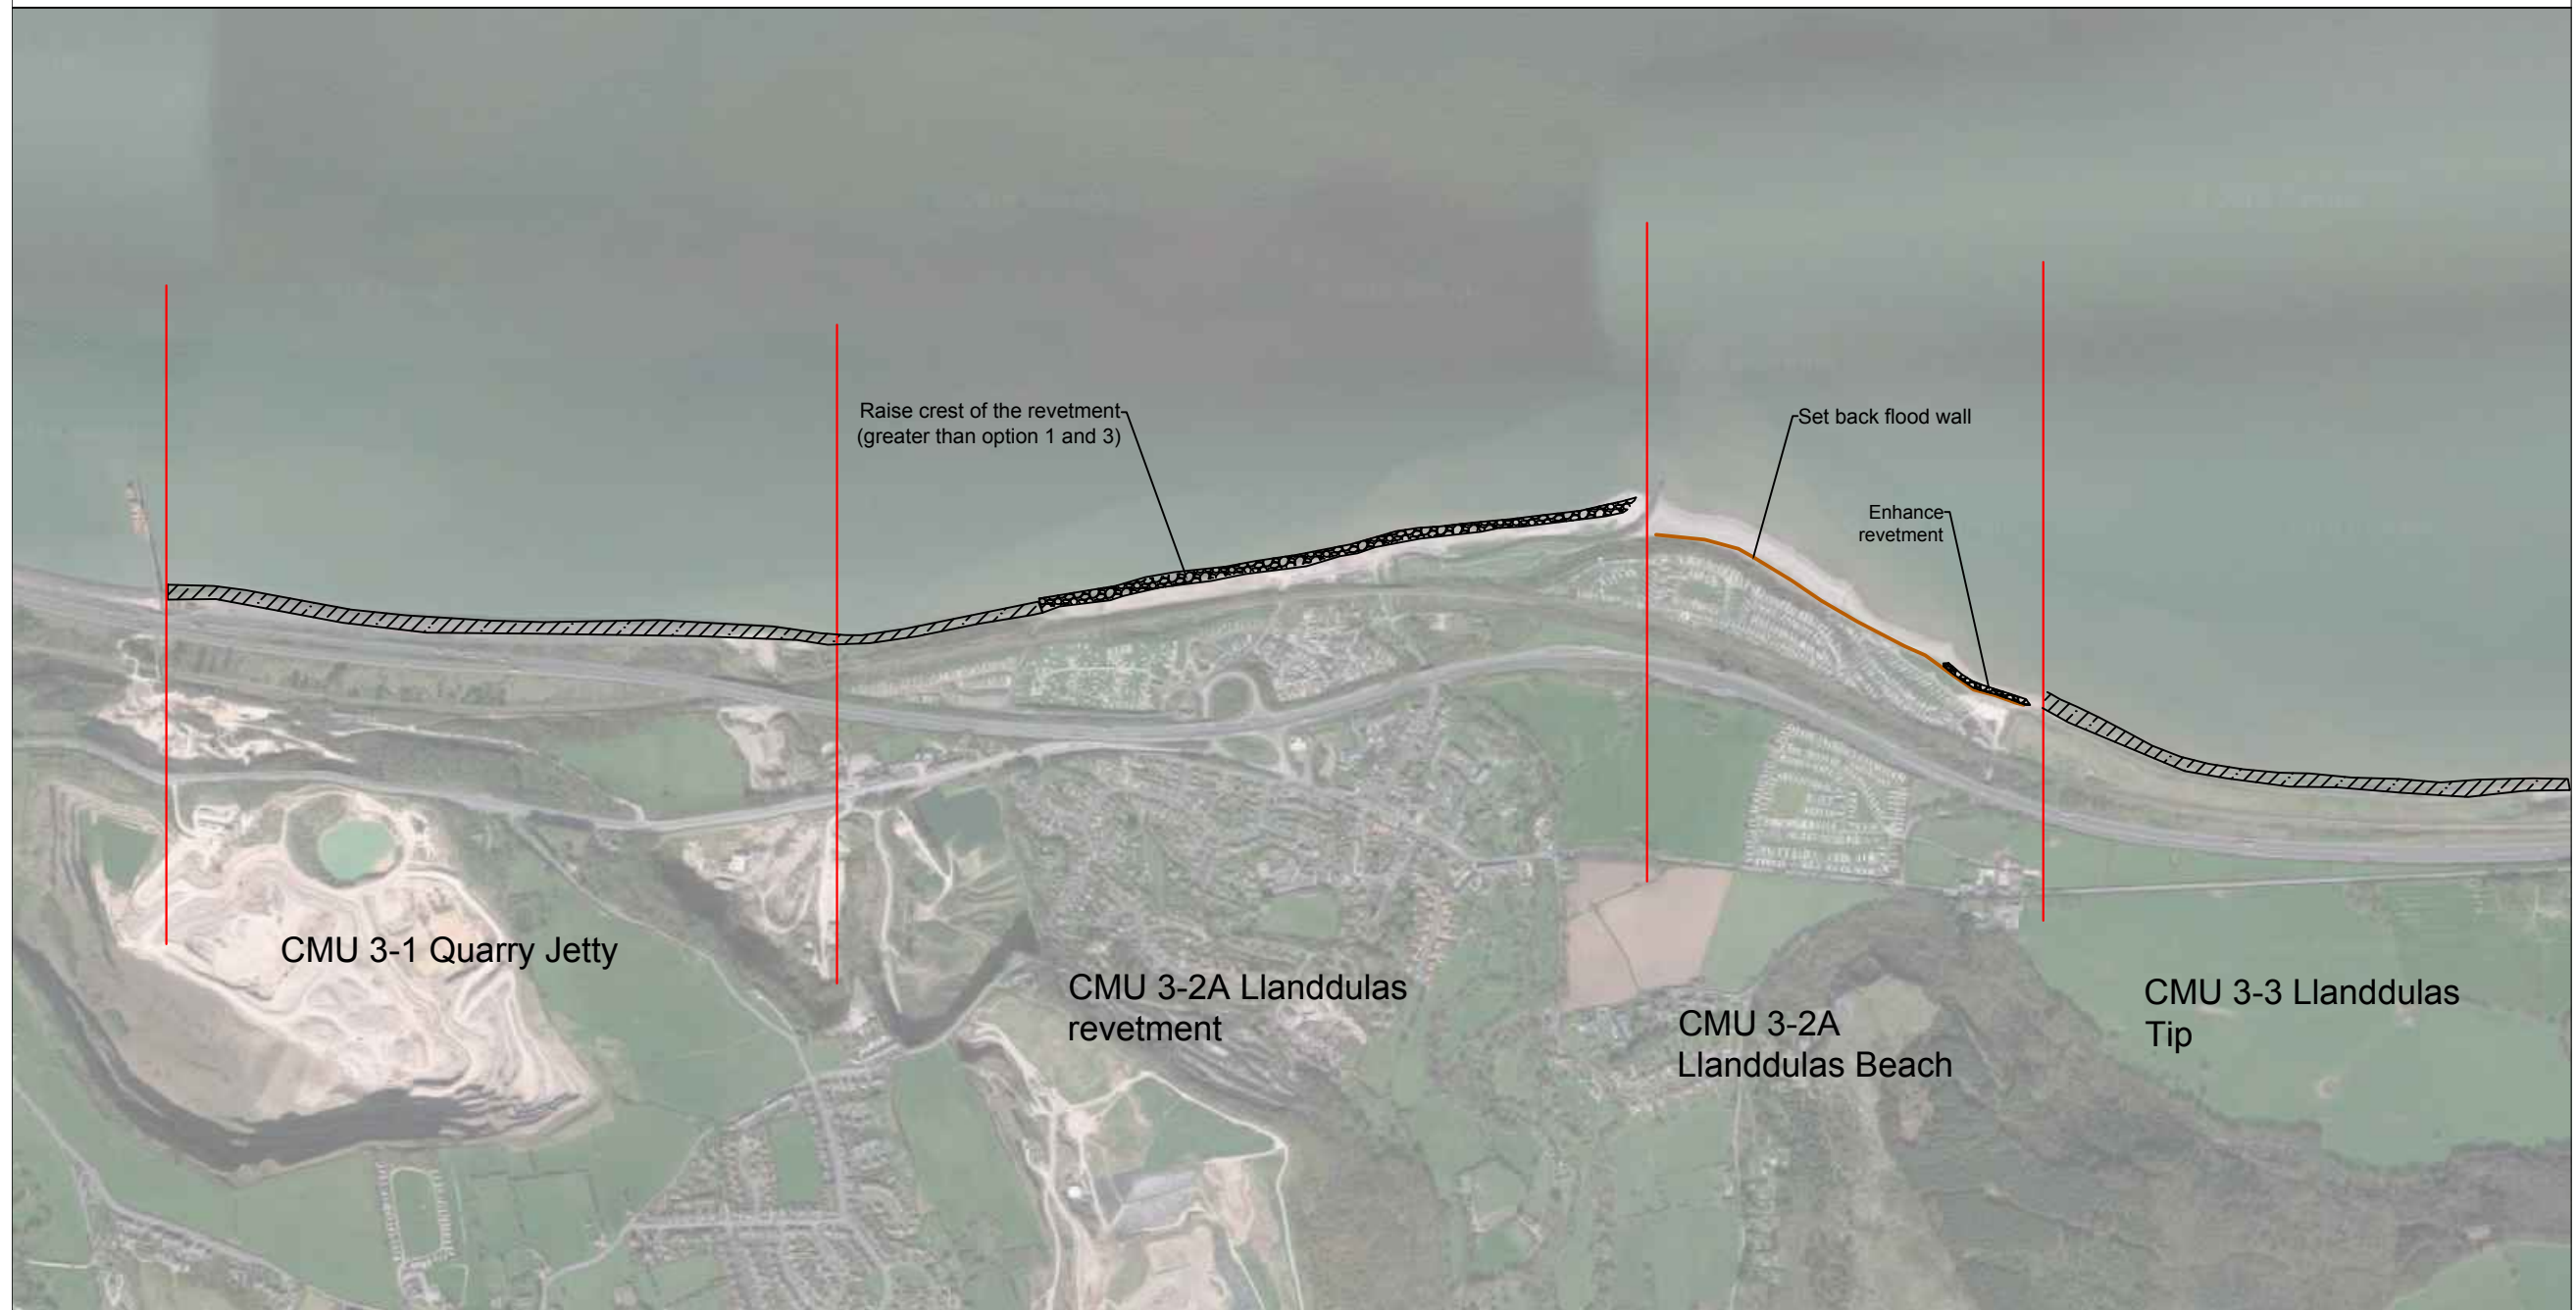 Raise crest of the revetment
(greater than option 1 and 3)
Set back flood wall
Enhance
revetment
CMU 3-1 Quarry Jetty
CMU 3-2A Llanddulas
revetment
CMU 3-2A
Llanddulas Beach
CMU 3-3 Llanddulas
Tip